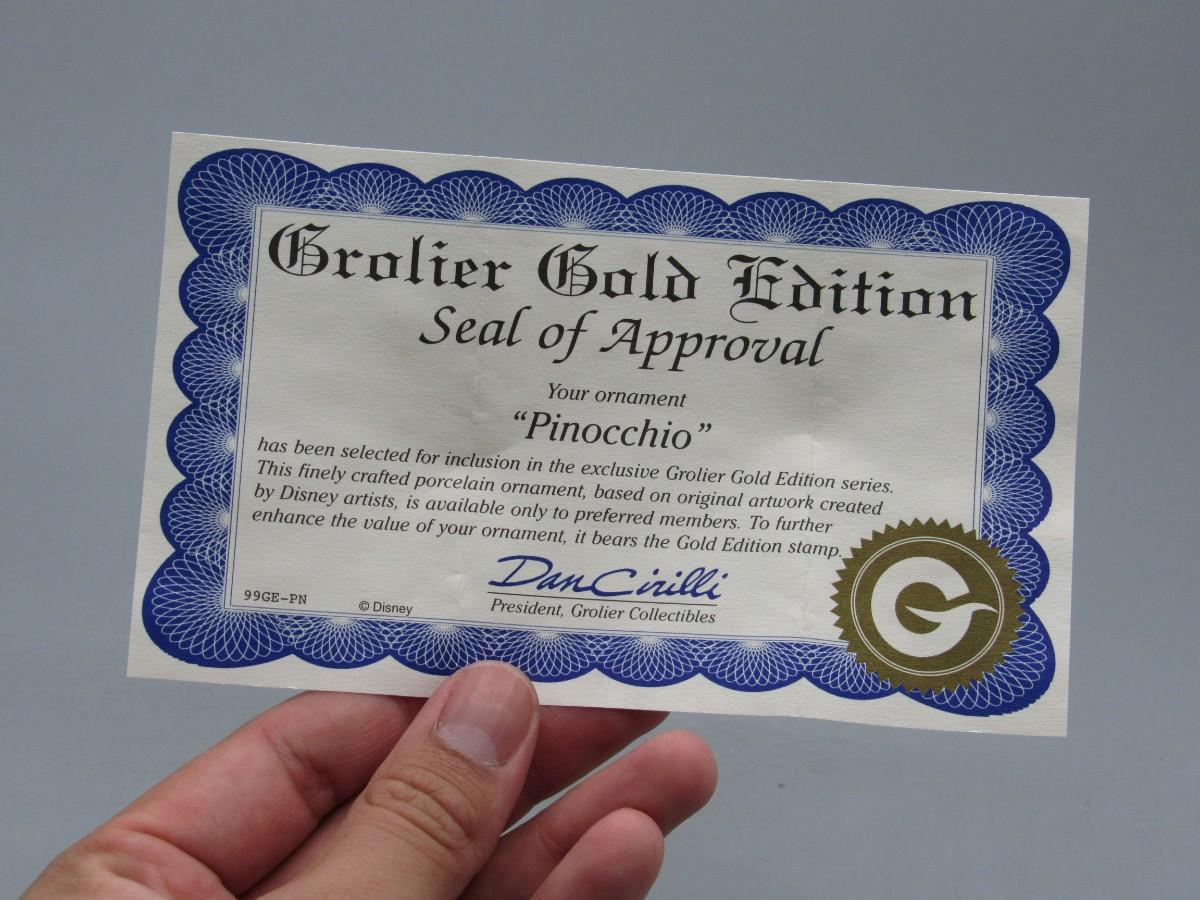 Grolier Gold Edition
Seal of Approval
Your ornament
“Pinocchio”
has been selected for inclusion in the exclusive Grolier Gold Edition series.
This finely crafted porcelain ornament, based on original artwork created
by Disney artists, is available only to preferred members. To further
enhance the value of your ornament, it bears the Gold Edition stamp.
Dan Cirilli
President, Grolier Collectibles
99GE-PN
© Disney
G